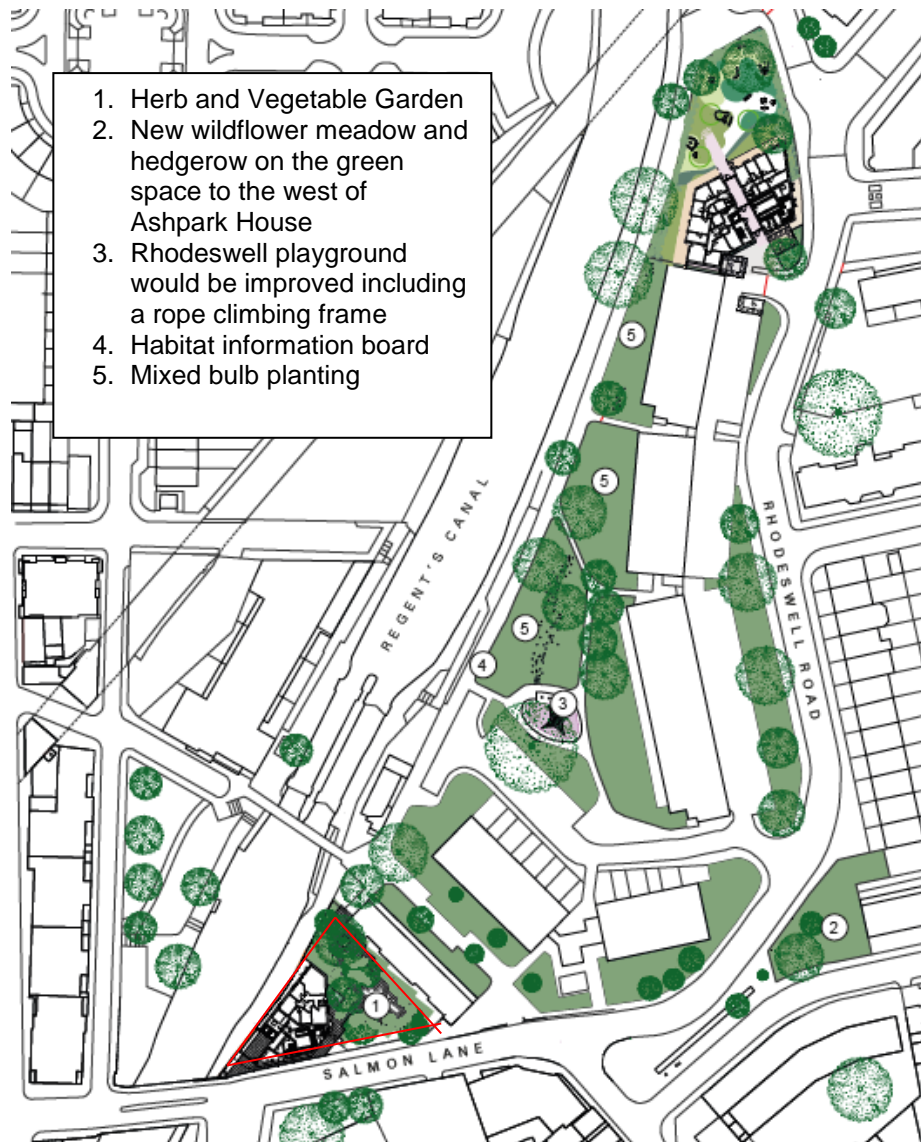 1. Herb and Vegetable Garden
2. New wildflower meadow and
hedgerow on the green
space to the west of
Ashpark House
3. Rhodeswell playground
would be improved including
a rope climbing frame
4. Habitat information board
5. Mixed bulb planting
5
5
REGENT'S CANAL
RHODESWELL ROAD
5
4
3
2
1
SALMON LANE